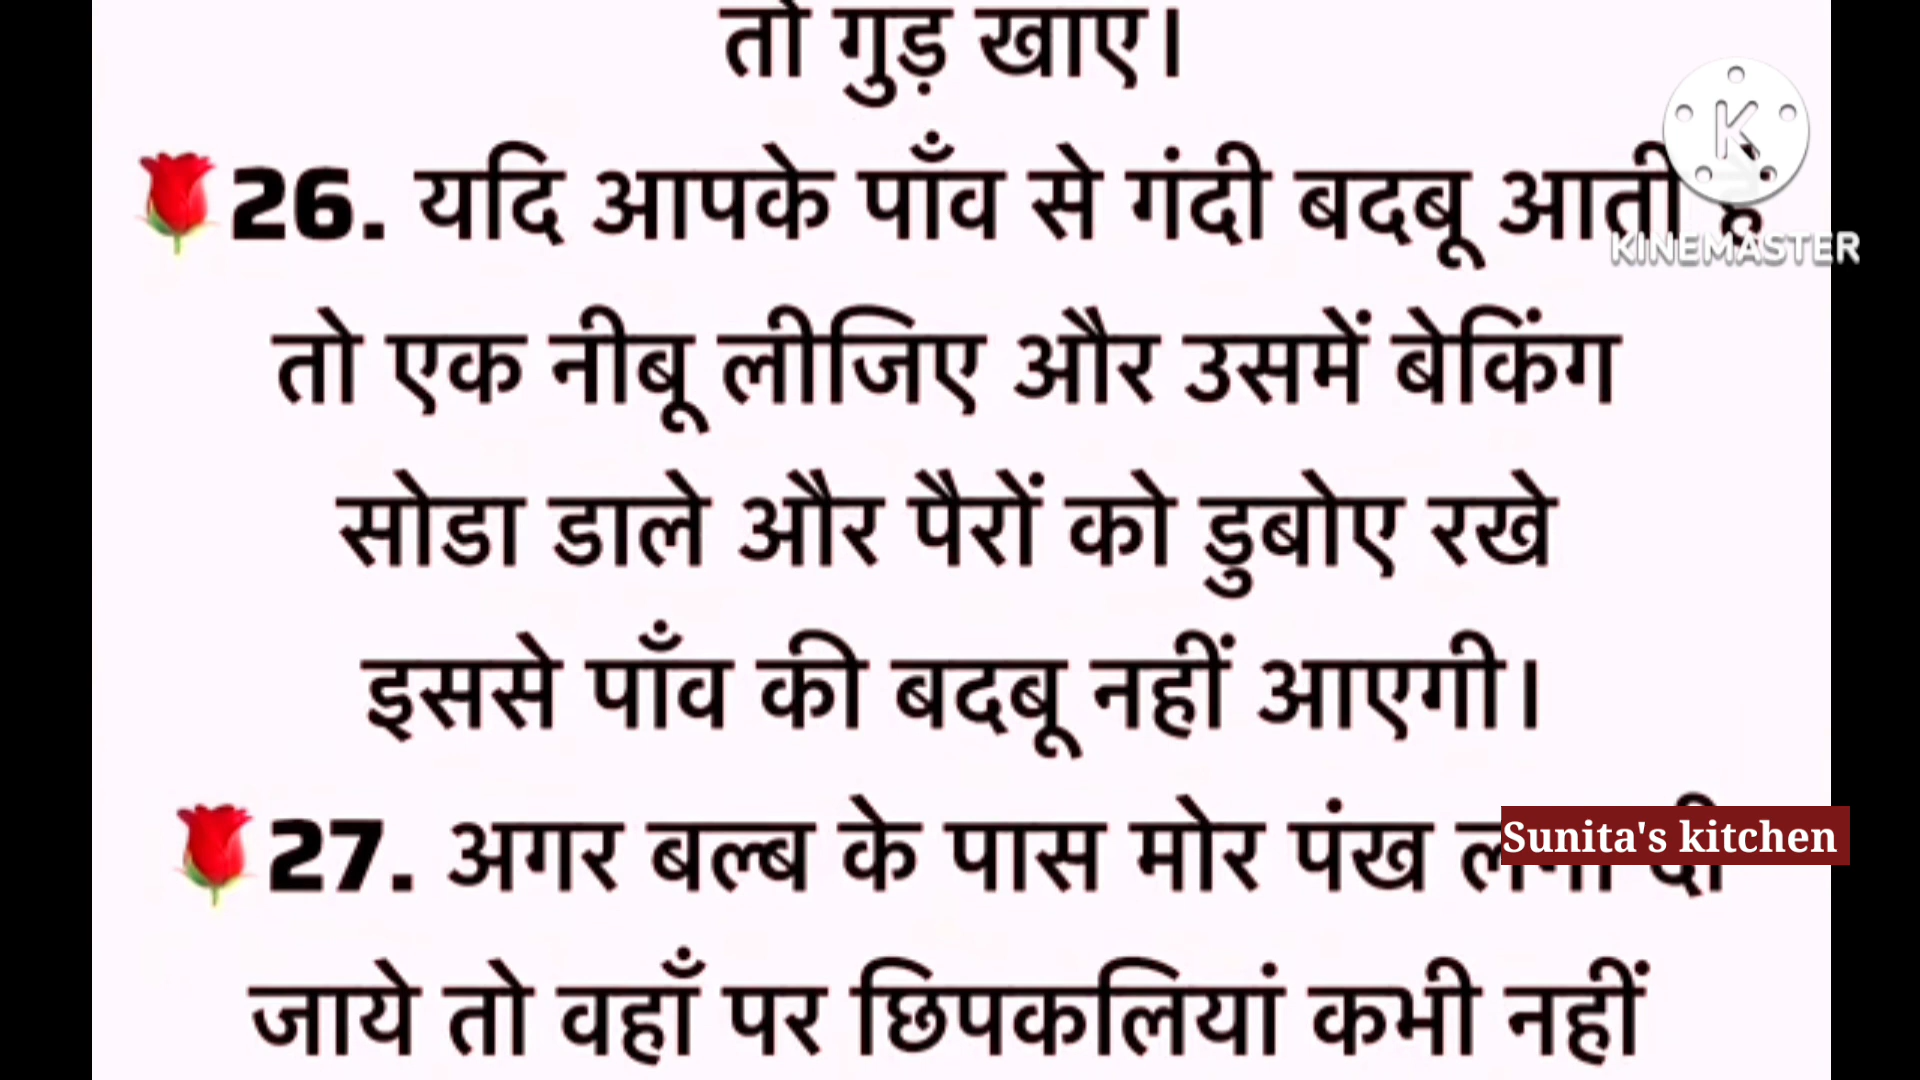 तो गुड़ खाए।
🌹26. यदि आपके पाँव से गंदी बदबू आती है
KINEMASTER
तो एक नीबू लीजिए और उसमें बेकिंग
सोडा डाले और पैरों को डुबोए रखे
इससे पाँव की बदबू नहीं आएगी।
🌹27. अगर बल्ब के पास मोर पंख दी
Sunita's kitchen
जाये तो वहाँ पर छिपकलियां कभी नहीं